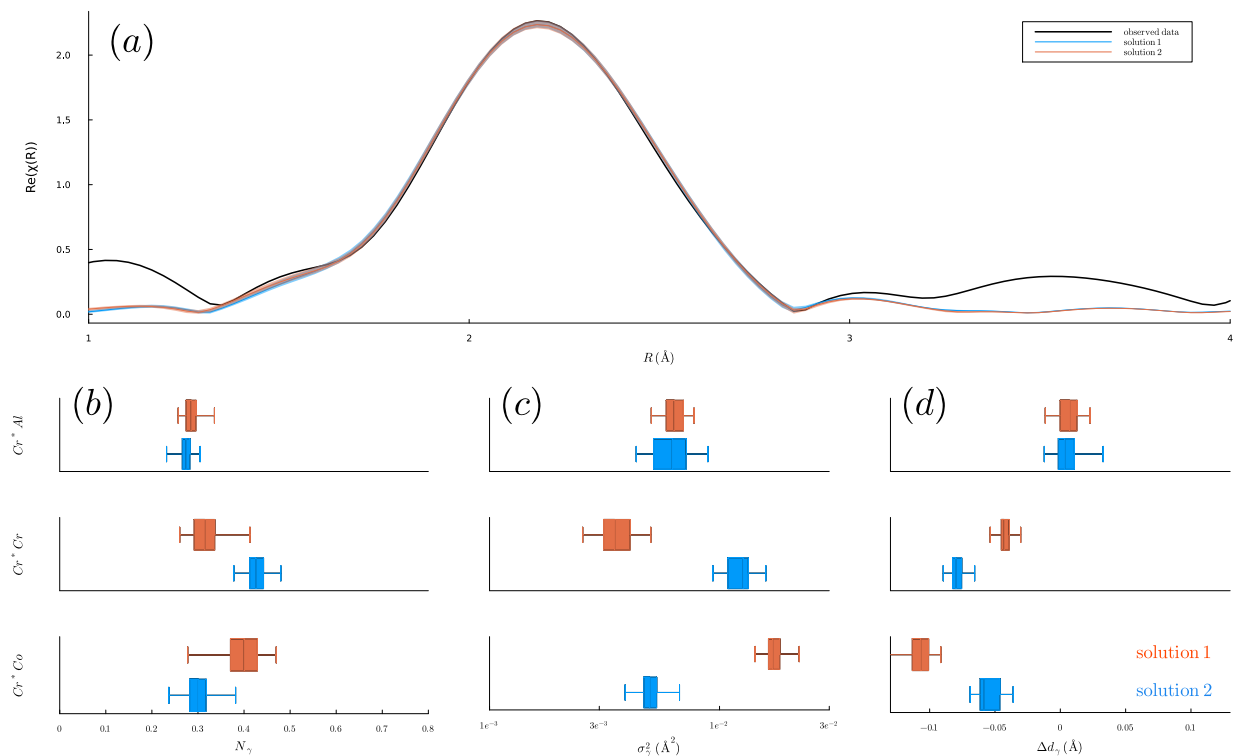 (a)
observed data
solution 1
solution 2
Re(χ(R))
2.0
1.5
1.0
0.5
0.0
1
2
3
4
R (Å)
(b)
(c)
(d)
Cr* Al
Cr* Cr
Cr* Co
solution 1
solution 2
0
0.1
0.2
0.3
0.4
0.5
0.6
0.7
0.8
1e⁻³
3e⁻³
1e⁻²
3e⁻²
−0.1
−0.05
0
0.05
0.1
Nγ
σ²γ (Å²)
Δdγ (Å)